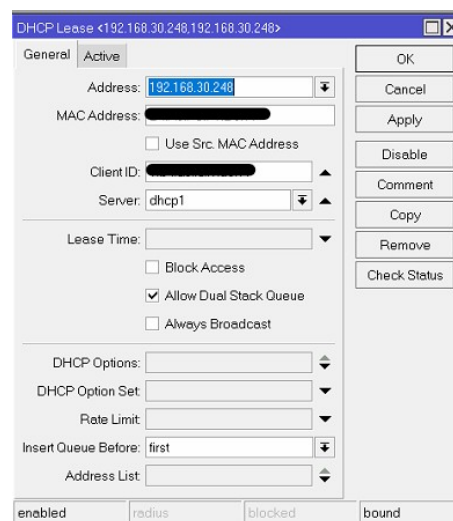 DHCP Lease <192.168.30.248,192.168.30.248>
General Active
Address: 192.168.30.248
MAC Address:
Use Src. MAC Address
Client ID:
Server: dhcp1
Lease Time:
Block Access
Allow Dual Stack Queue
Always Broadcast
DHCP Options:
DHCP Option Set:
Rate Limit:
Insert Queue Before: first
Address List:
OK
Cancel
Apply
Disable
Comment
Copy
Remove
Check Status
enabled radius blocked bound